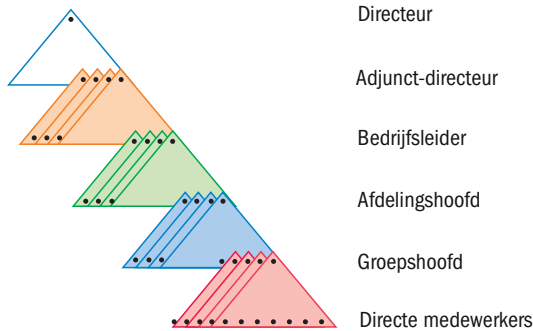 Directeur
Adjunct-directeur
Bedrijfsleider
Afdelingshoofd
Groepshoofd
Directe medewerkers